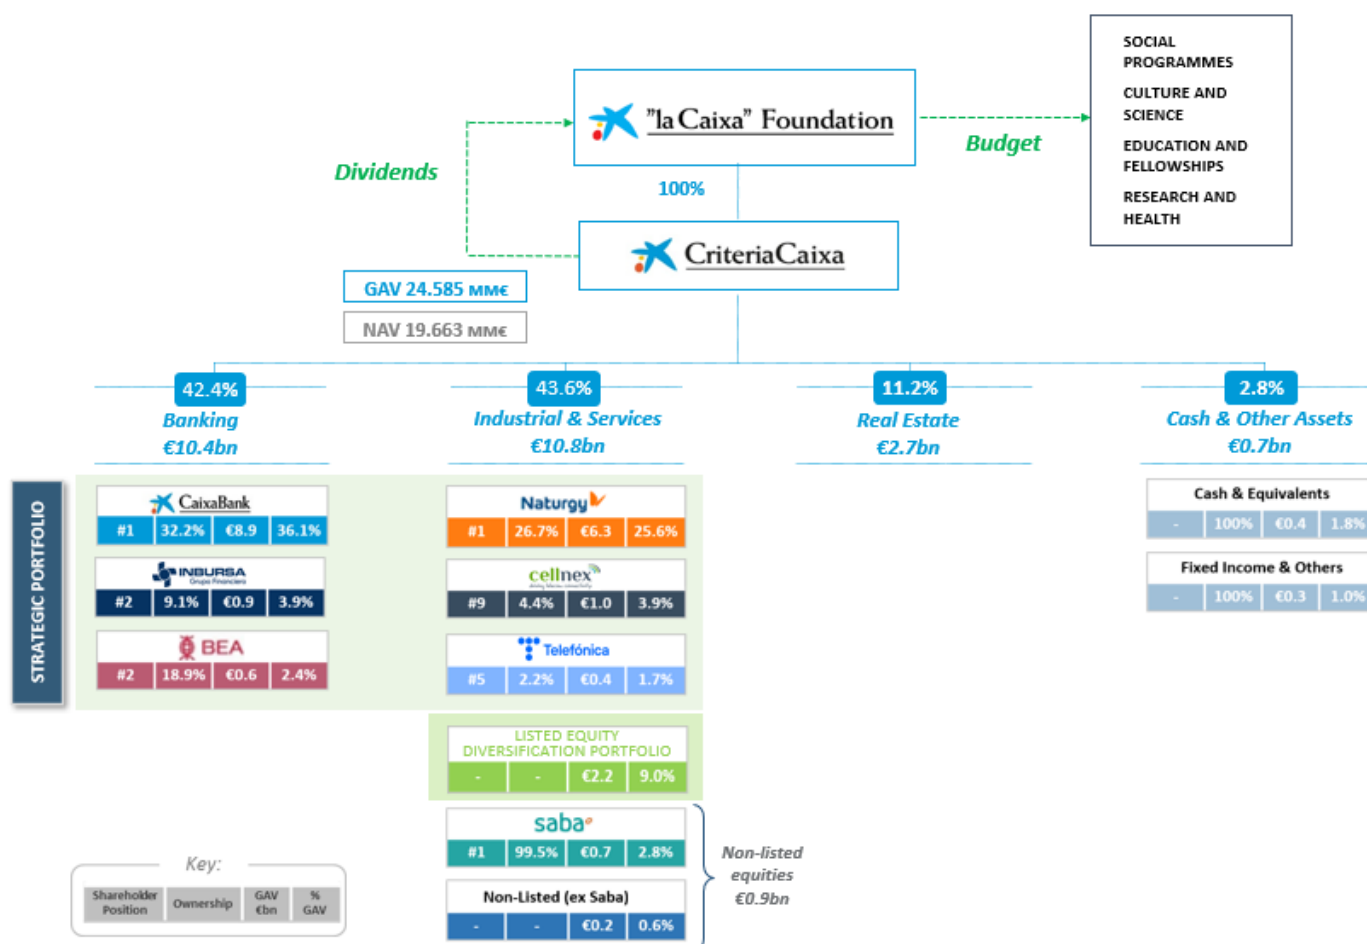 "la Caixa" Foundation
SOCIAL
PROGRAMMES
CULTURE AND
SCIENCE
EDUCATION AND
FELLOWSHIPS
RESEARCH AND
HEALTH
Budget
Dividends
100%
CriteriaCaixa
GAV 24.585 MM€
NAV 19.663 MM€
42.4%
Banking
€10.4bn
43.6%
Industrial & Services
€10.8bn
11.2%
Real Estate
€2.7bn
2.8%
Cash & Other Assets
€0.7bn
STRATEGIC PORTFOLIO
CaixaBank
#1 32.2% €8.9 36.1%
INBURSA
Grupo Financiero
#2 9.1% €0.9 3.9%
BEA
#2 18.9% €0.6 2.4%
Naturgy
#1 26.7% €6.3 25.6%
cellnex
driving telecom connectivity
#9 4.4% €1.0 3.9%
Telefónica
#5 2.2% €0.4 1.7%
LISTED EQUITY
DIVERSIFICATION PORTFOLIO
- - €2.2 9.0%
saba
#1 99.5% €0.7 2.8%
Non-Listed (ex Saba)
- - €0.2 0.6%
Non-listed
equities
€0.9bn
Cash & Equivalents
- 100% €0.4 1.8%
Fixed Income & Others
- 100% €0.3 1.0%
Key:
Shareholder Position
Ownership
GAV €bn
% GAV